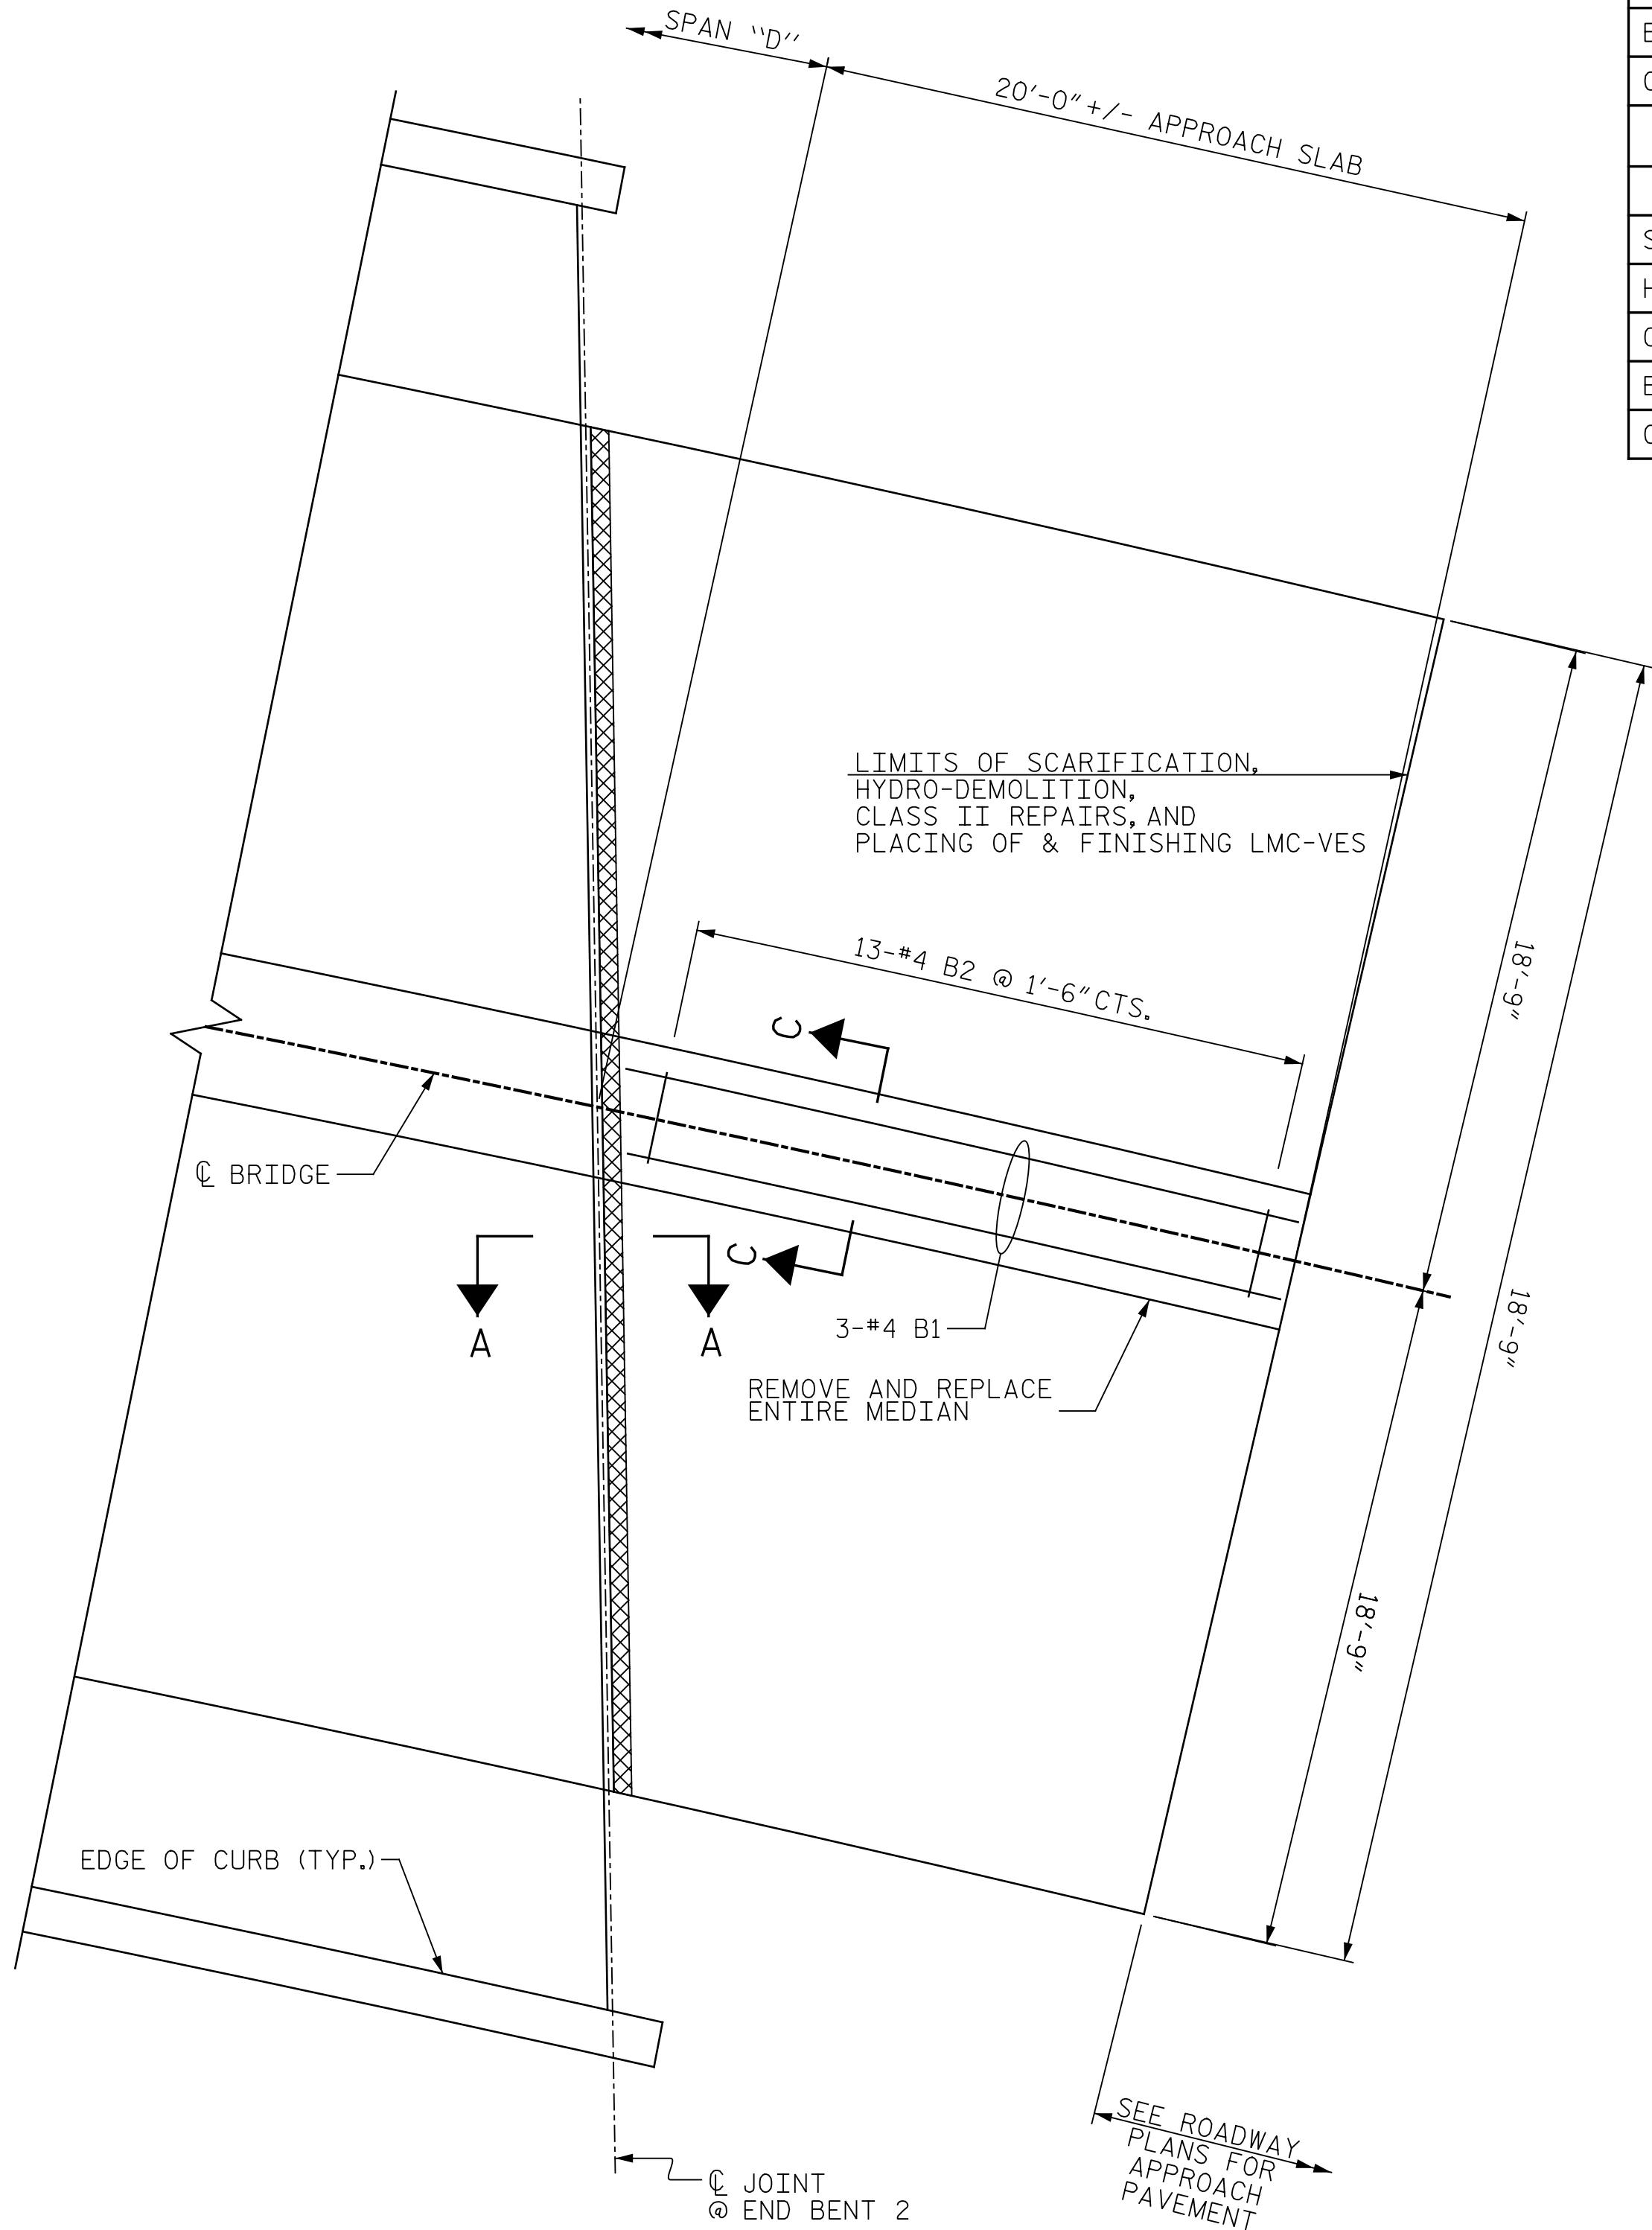 SPAN "D"
20'-0"+/- APPROACH SLAB
LIMITS OF SCARIFICATION,
HYDRO-DEMOLITION,
CLASS II REPAIRS, AND
PLACING OF & FINISHING LMC-VES
13-#4 B2 @ 1'-6" CTS.
18'-9"
C
℄ BRIDGE
C
A
A
3-#4 B1
18'-9"
REMOVE AND REPLACE
ENTIRE MEDIAN
18'-9"
EDGE OF CURB (TYP.)
℄ JOINT
@ END BENT 2
SEE ROADWAY
PLANS FOR
APPROACH
PAVEMENT